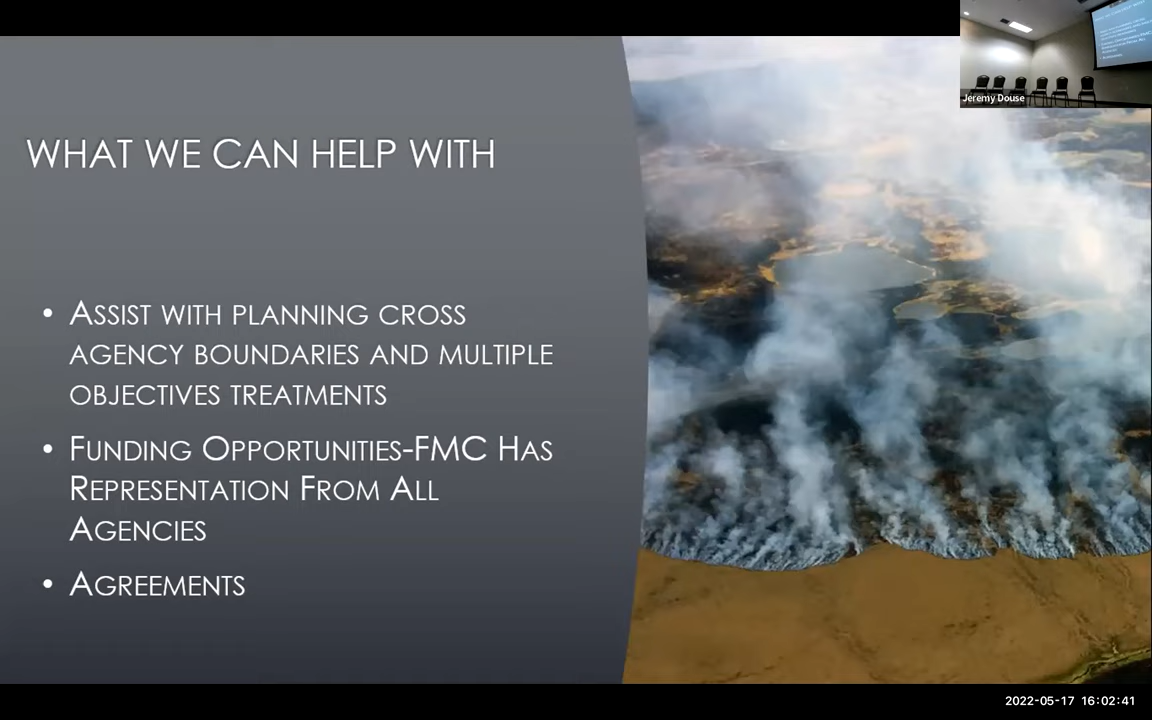 Jeremy Douse
WHAT WE CAN HELP WITH
• ASSIST WITH PLANNING CROSS
AGENCY BOUNDARIES AND MULTIPLE
OBJECTIVES TREATMENTS
• FUNDING OPPORTUNITIES-FMC HAS
REPRESENTATION FROM ALL
AGENCIES
• AGREEMENTS
2022-05-17 16:02:41